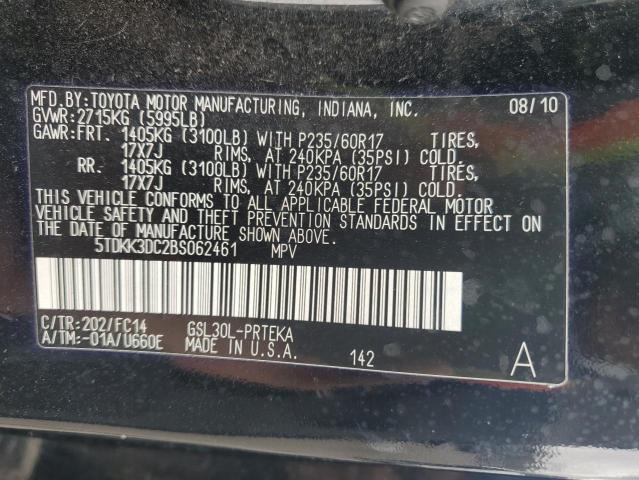 MFD.BY:TOYOTA MOTOR MANUFACTURING, INDIANA, INC. 08/10
GVWR:2715KG (5995LB)
GAWR:FRT. 1405KG (3100LB) WITH P235/60R17 TIRES,
17X7J RIMS, AT 240KPA (35PSI) COLD.
RR. 1405KG (3100LB) WITH P235/60R17 TIRES,
17X7J RIMS, AT 240KPA (35PSI) COLD.
THIS VEHICLE CONFORMS TO ALL APPLICABLE FEDERAL MOTOR
VEHICLE SAFETY AND THEFT PREVENTION STANDARDS IN EFFECT ON
THE DATE OF MANUFACTURE SHOWN ABOVE.
5TDKK3DC2BS062461 MPV
C/TR:202/FC14 GSL30L-PRTEKA
A/TM:-01A/U660E MADE IN U.S.A. 142 A